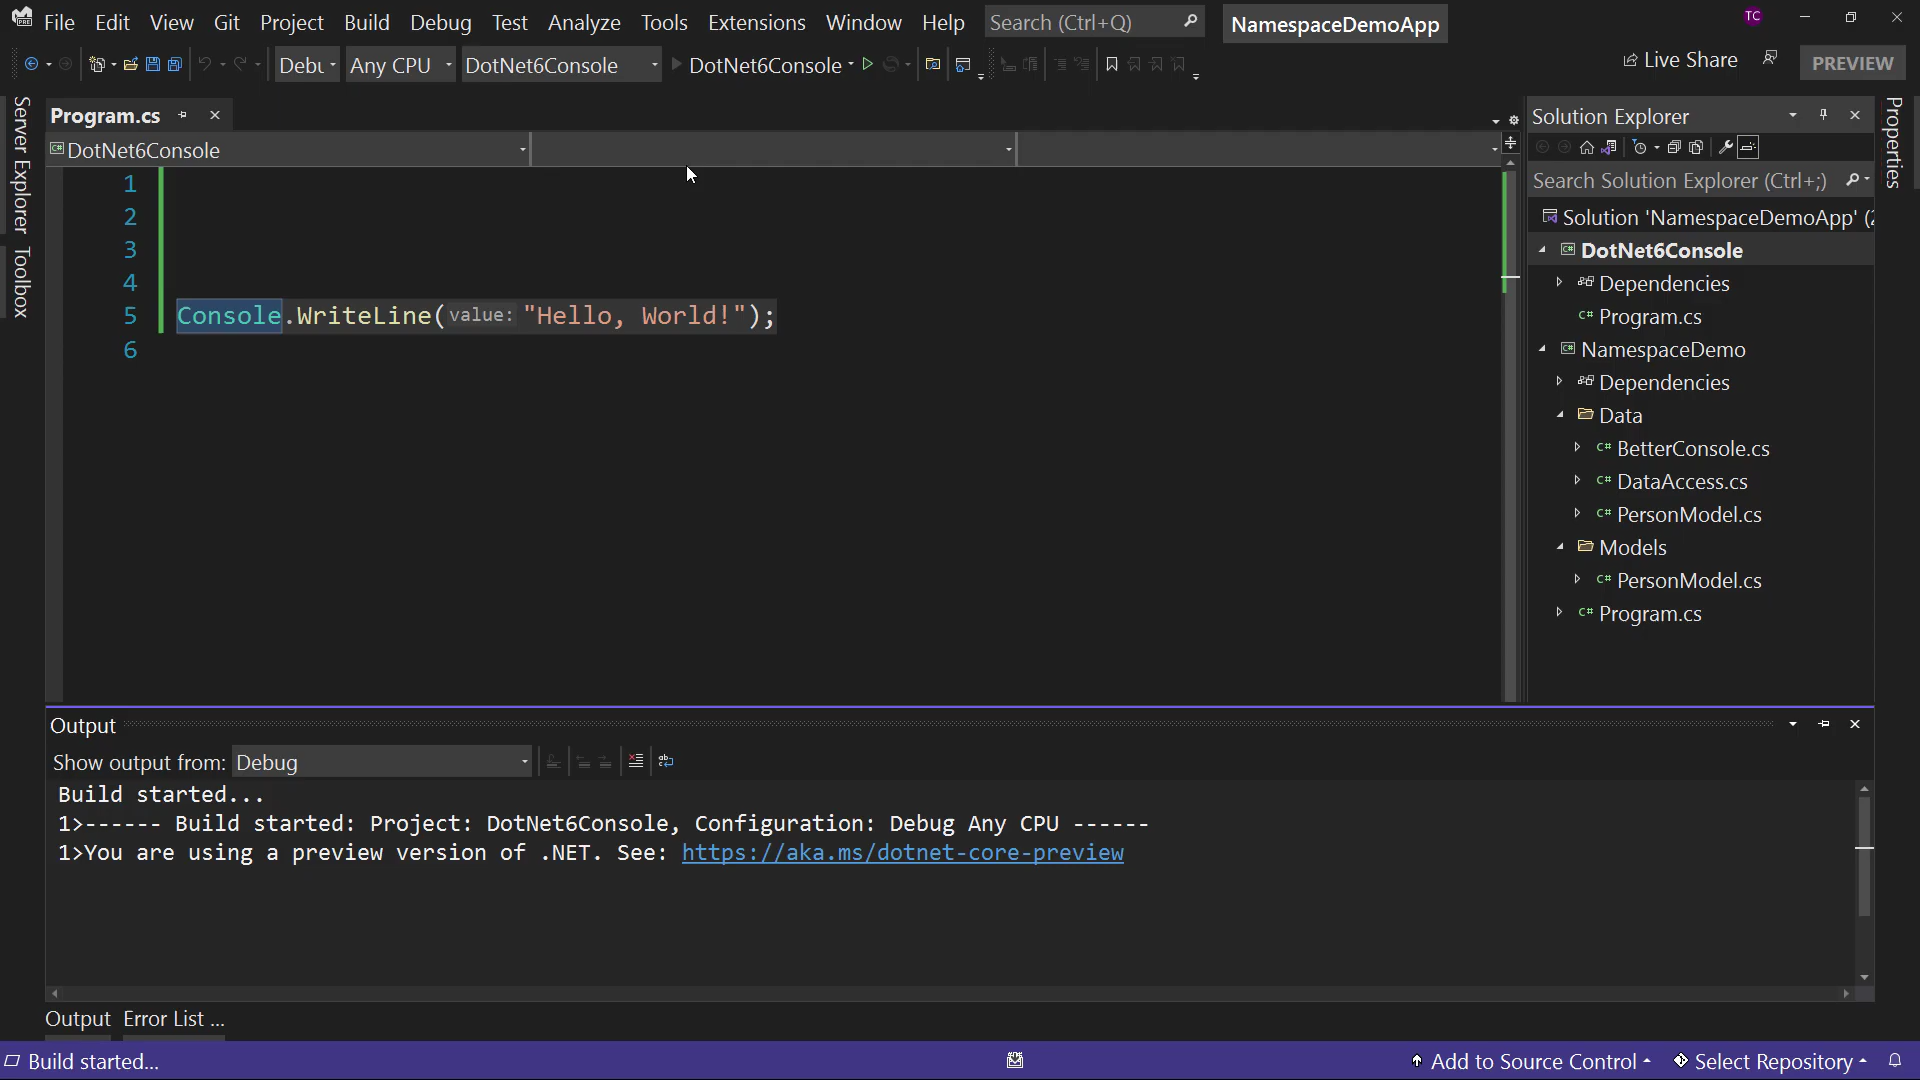 File Edit View Git Project Build Debug Test Analyze Tools Extensions Window Help Search (Ctrl+Q) NamespaceDemoApp TC
Debu Any CPU DotNet6Console DotNet6Console Live Share PREVIEW
Server Explorer
Toolbox
Program.cs
DotNet6Console
1
2
3
4
5 Console.WriteLine(value: "Hello, World!");
6
Solution Explorer
Search Solution Explorer (Ctrl+;)
Solution 'NamespaceDemoApp' (2
DotNet6Console
Dependencies
C# Program.cs
NamespaceDemo
Dependencies
Data
C# BetterConsole.cs
C# DataAccess.cs
C# PersonModel.cs
Models
C# PersonModel.cs
C# Program.cs
Properties
Output
Show output from: Debug
Build started...
1>------ Build started: Project: DotNet6Console, Configuration: Debug Any CPU ------
1>You are using a preview version of .NET. See: https://aka.ms/dotnet-core-preview
Output Error List ...
Build started... Add to Source Control Select Repository